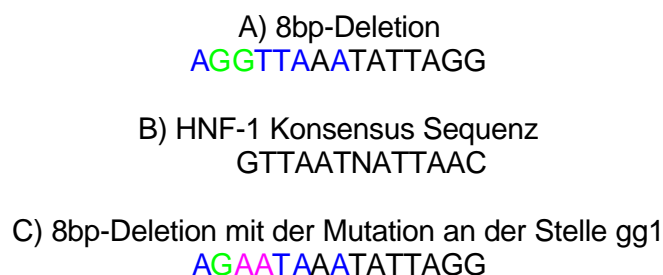 A) 8bp-Deletion
AGGTTAAATATTAGG
B) HNF-1 Konsensus Sequenz
GTTAATNATTAAC
C) 8bp-Deletion mit der Mutation an der Stelle gg1
AGAATAAATATTAGG